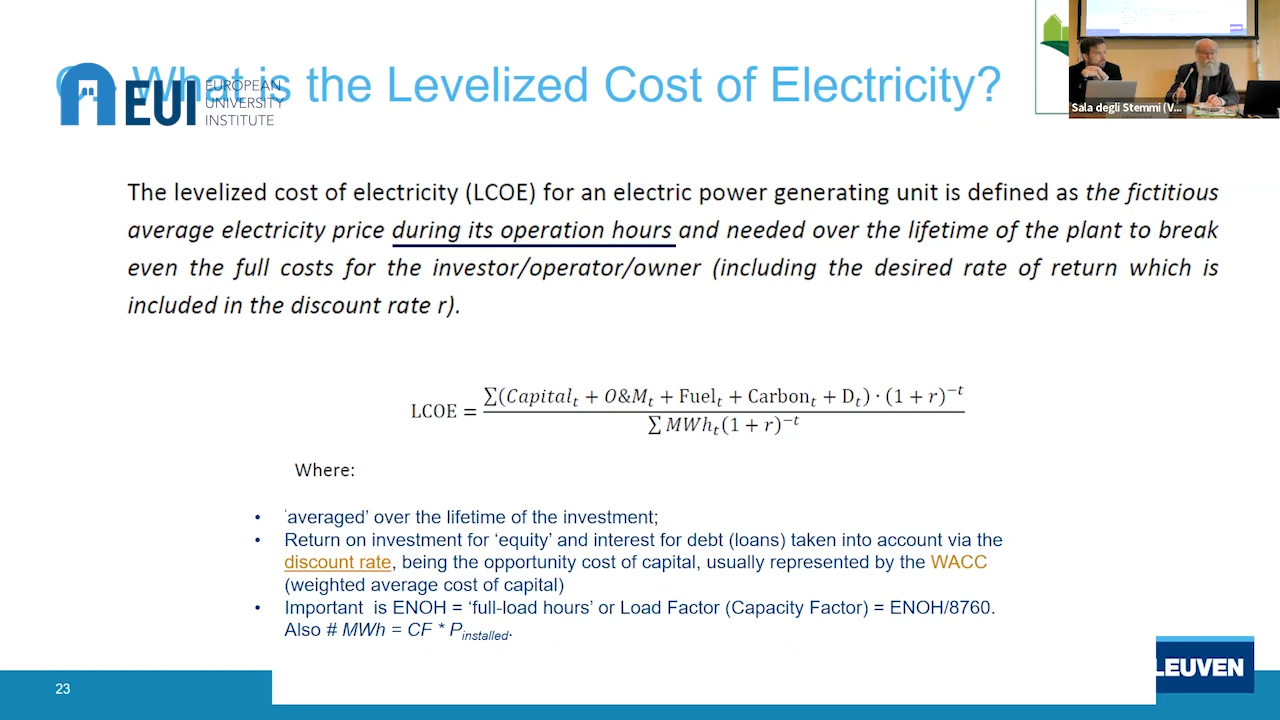 What is the Levelized Cost of Electricity?
EUI
EUROPEAN
UNIVERSITY
INSTITUTE
Sala degli Stemmi (V...
The levelized cost of electricity (LCOE) for an electric power generating unit is defined as the fictitious
average electricity price during its operation hours and needed over the lifetime of the plant to break
even the full costs for the investor/operator/owner (including the desired rate of return which is
included in the discount rate r).
LCOE = ∑(Capital_t + O&M_t + Fuel_t + Carbon_t + D_t) · (1 + r)^−t
∑ MWh_t(1 + r)^−t
Where:
• 'averaged' over the lifetime of the investment;
• Return on investment for 'equity' and interest for debt (loans) taken into account via the
discount rate, being the opportunity cost of capital, usually represented by the WACC
(weighted average cost of capital)
• Important is ENOH = 'full-load hours' or Load Factor (Capacity Factor) = ENOH/8760.
Also # MWh = CF * P_installed.
23
LEUVEN